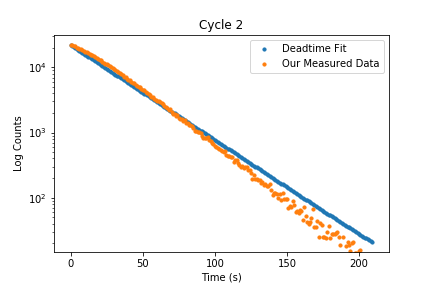 Cycle 2
Deadtime Fit
Our Measured Data
Log Counts
10⁴
10³
10²
0 50 100 150 200
Time (s)